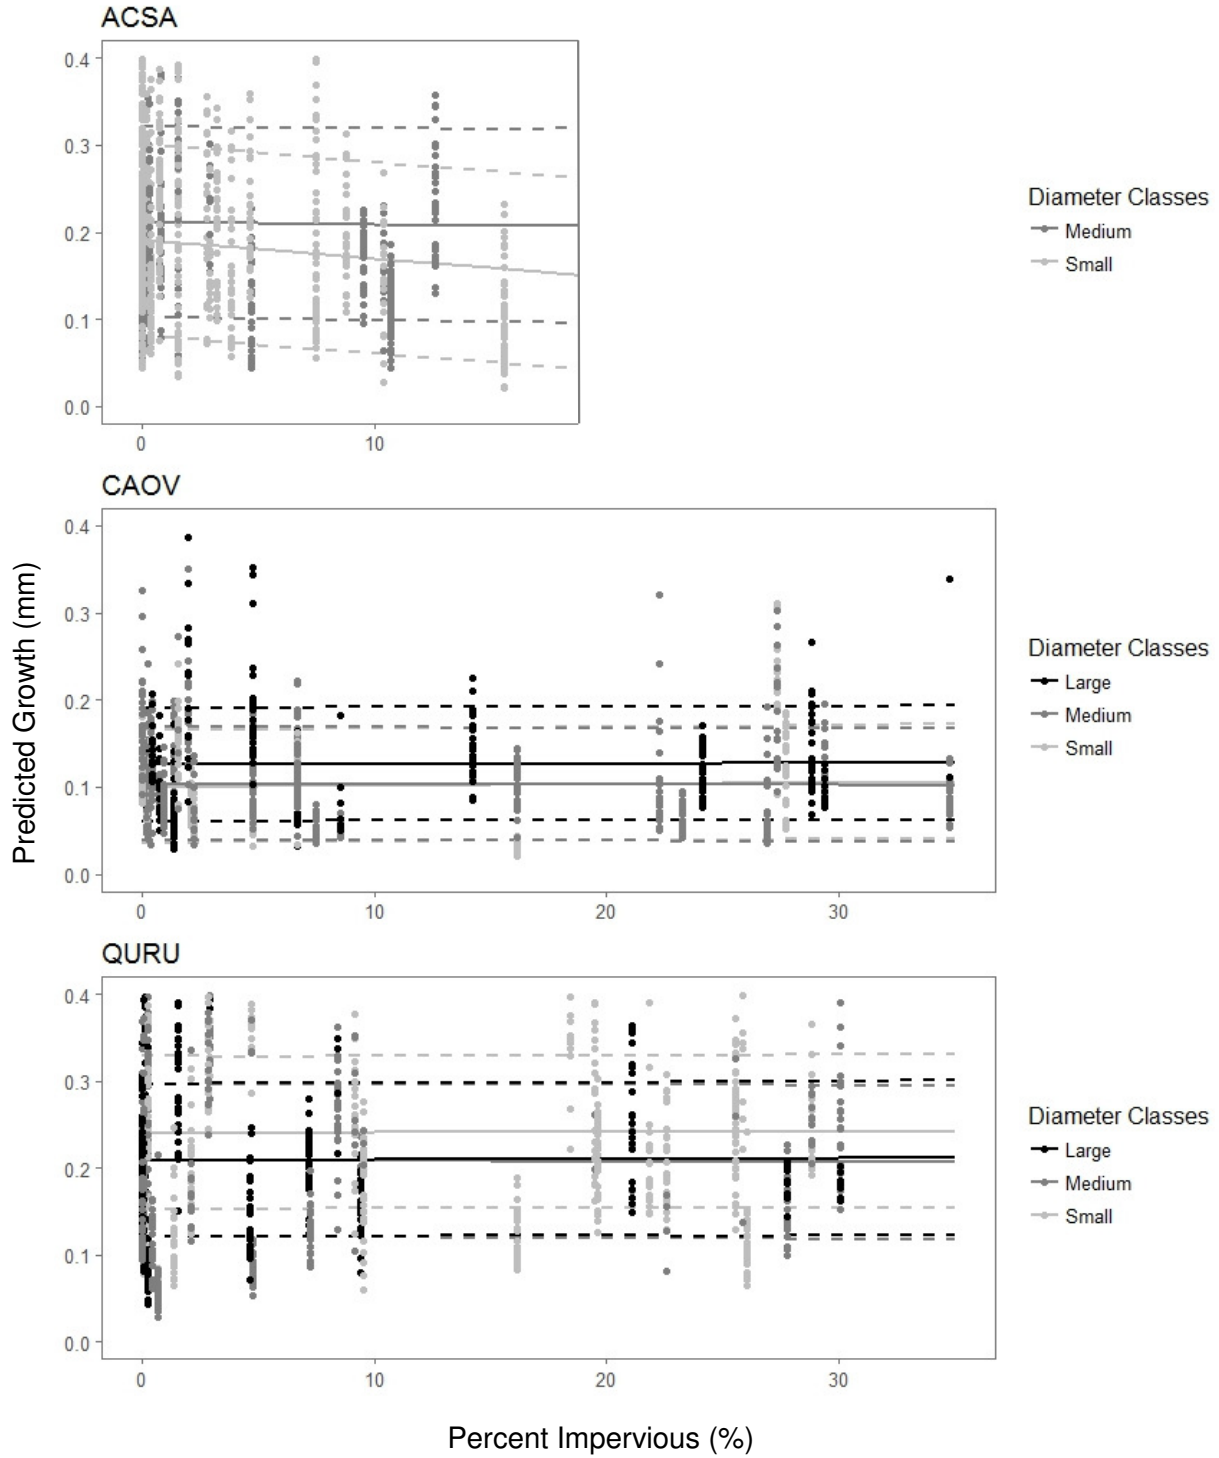 ACSA
0.4
0.3
0.2
0.1
0.0
0
10
Diameter Classes
Medium
Small
CAOV
0.4
0.3
0.2
0.1
0.0
0
10
20
30
Diameter Classes
Large
Medium
Small
Predicted Growth (mm)
QURU
0.4
0.3
0.2
0.1
0.0
0
10
20
30
Diameter Classes
Large
Medium
Small
Percent Impervious (%)